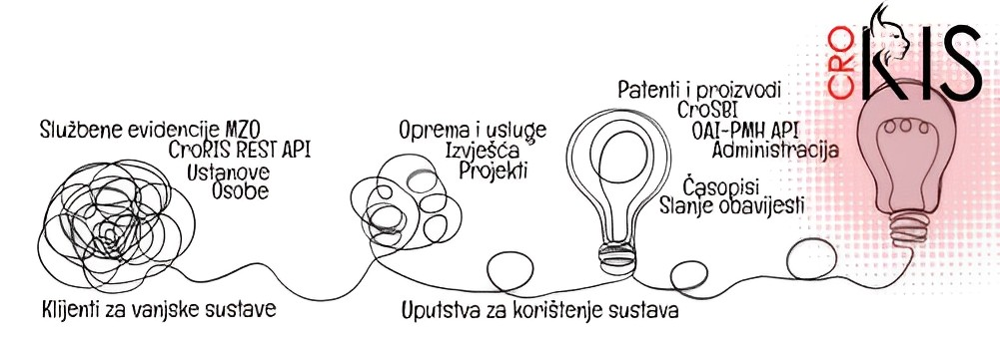 Službene evidencije MZO
CroRIS REST API
Ustanove
Osobe
Klijenti za vanjske sustave
Oprema i usluge
Izvješća
Projekti
Uputstva za korištenje sustava
Patenti i proizvodi
CroSBI
OAI-PMH API
Administracija
Časopisi
Slanje obavijesti
CRO
RIS